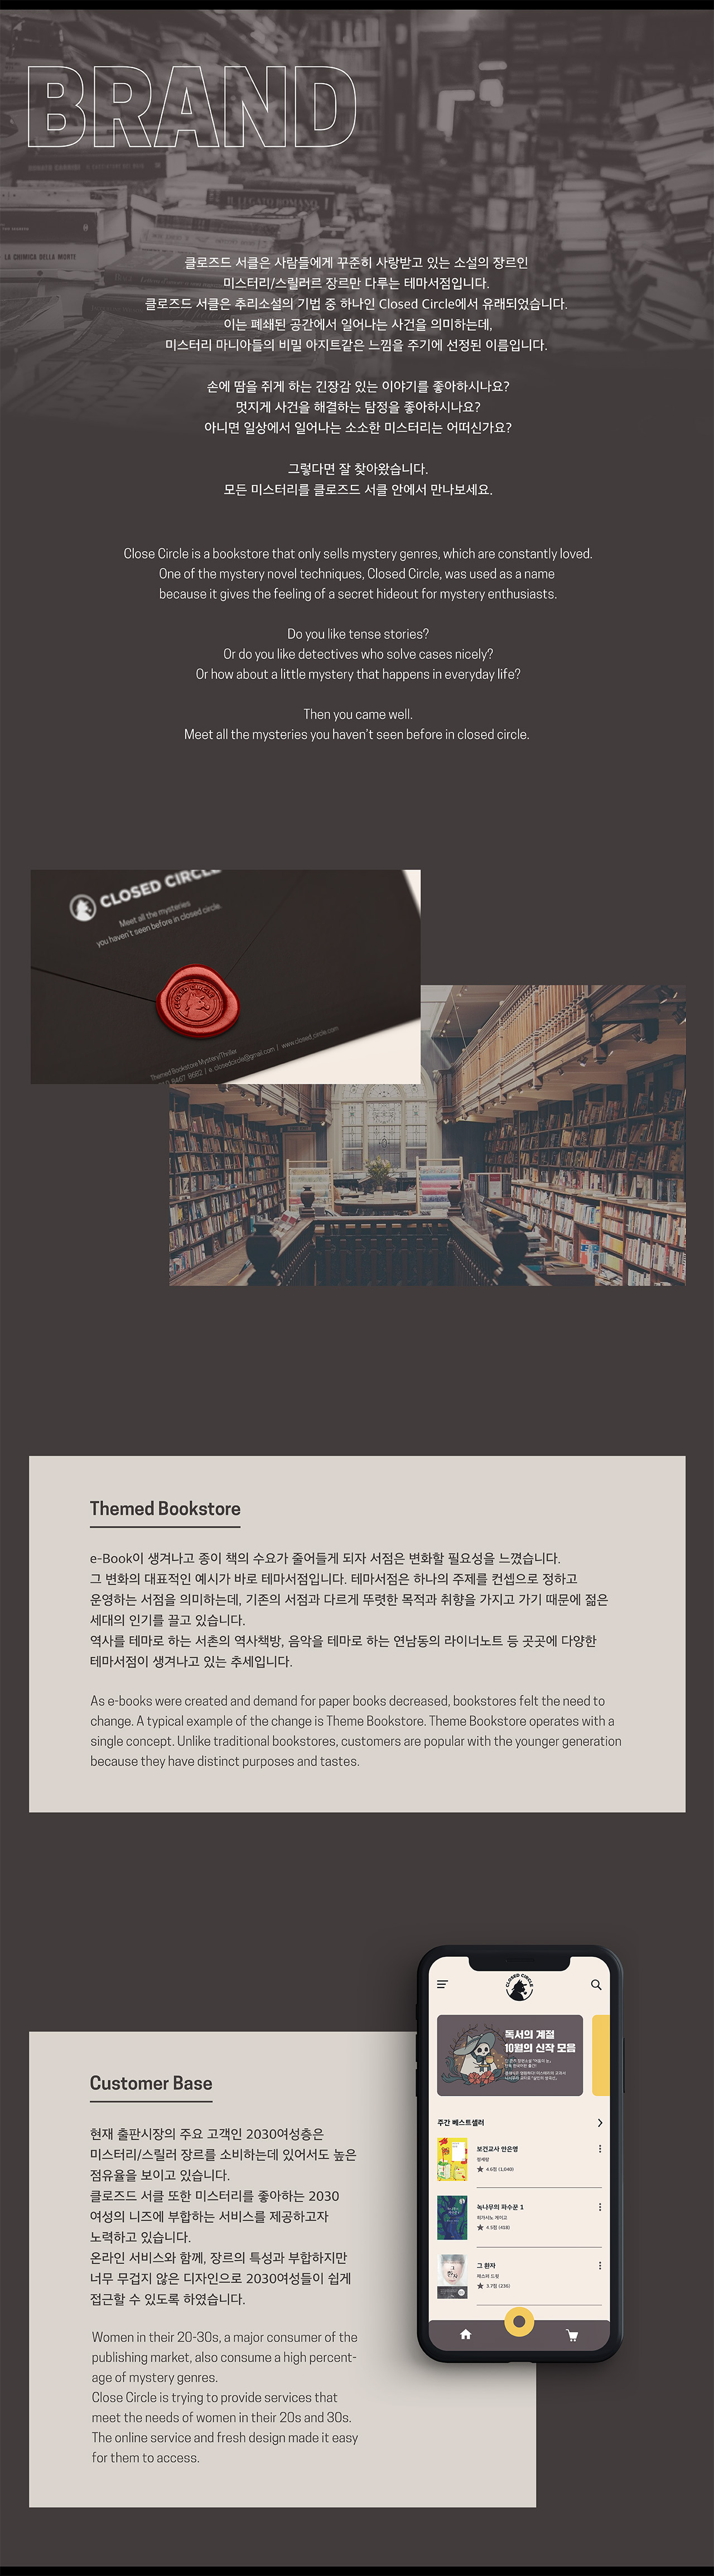 BRAND
LA CHIMICA DELLA MORTE
IL LEGATO ROMANO
클로즈드 서클은 사람들에게 꾸준히 사랑받고 있는 소설의 장르인
미스터리/스릴러르 장르만 다루는 테마서점입니다.
클로즈드 서클은 추리소설의 기법 중 하나인 Closed Circle에서 유래되었습니다.
이는 폐쇄된 공간에서 일어나는 사건을 의미하는데,
미스터리 마니아들의 비밀 아지트같은 느낌을 주기에 선정된 이름입니다.
손에 땀을 쥐게 하는 긴장감 있는 이야기를 좋아하시나요?
멋지게 사건을 해결하는 탐정을 좋아하시나요?
아니면 일상에서 일어나는 소소한 미스터리는 어떠신가요?
그렇다면 잘 찾아왔습니다.
모든 미스터리를 클로즈드 서클 안에서 만나보세요.
Close Circle is a bookstore that only sells mystery genres, which are constantly loved.
One of the mystery novel techniques, Closed Circle, was used as a name
because it gives the feeling of a secret hideout for mystery enthusiasts.
Do you like tense stories?
Or do you like detectives who solve cases nicely?
Or how about a little mystery that happens in everyday life?
Then you came well.
Meet all the mysteries you haven't seen before in closed circle.
CLOSED CIRCLE
Meet all the mysteries
you haven't seen before in closed circle.
CLOSED CIRCLE
Themed Bookstore Mystery/Thriller
a. closedcircle@gmail.com | www.closed_circle.com
Themed Bookstore
e-Book이 생겨나고 종이 책의 수요가 줄어들게 되자 서점은 변화할 필요성을 느꼈습니다.
그 변화의 대표적인 예시가 바로 테마서점입니다. 테마서점은 하나의 주제를 컨셉으로 정하고
운영하는 서점을 의미하는데, 기존의 서점과 다르게 뚜렷한 목적과 취향을 가지고 가기 때문에 젊은
세대의 인기를 끌고 있습니다.
역사를 테마로 하는 서촌의 역사책방, 음악을 테마로 하는 연남동의 라이너노트 등 곳곳에 다양한
테마서점이 생겨나고 있는 추세입니다.
As e-books were created and demand for paper books decreased, bookstores felt the need to
change. A typical example of the change is Theme Bookstore. Theme Bookstore operates with a
single concept. Unlike traditional bookstores, customers are popular with the younger generation
because they have distinct purposes and tastes.
Customer Base
현재 출판시장의 주요 고객인 2030여성층은
미스터리/스릴러 장르를 소비하는데 있어서도 높은
점유율을 보이고 있습니다.
클로즈드 서클 또한 미스터리를 좋아하는 2030
여성의 니즈에 부합하는 서비스를 제공하고자
노력하고 있습니다.
온라인 서비스와 함께, 장르의 특성과 부합하지만
너무 무겁지 않은 디자인으로 2030여성들이 쉽게
접근할 수 있도록 하였습니다.
Women in their 20-30s, a major consumer of the
publishing market, also consume a high percent-
age of mystery genres.
Close Circle is trying to provide services that
meet the needs of women in their 20s and 30s.
The online service and fresh design made it easy
for them to access.
CLOSED CIRCLE
독서의 계절
10월의 신작 모음
주간 베스트셀러
보건교사 안은영
정세랑
4.6점 (1,040)
녹나무의 파수꾼 1
히가시노 게이고
4.5점 (418)
그 환자
재스퍼 드윗
3.7점 (235)